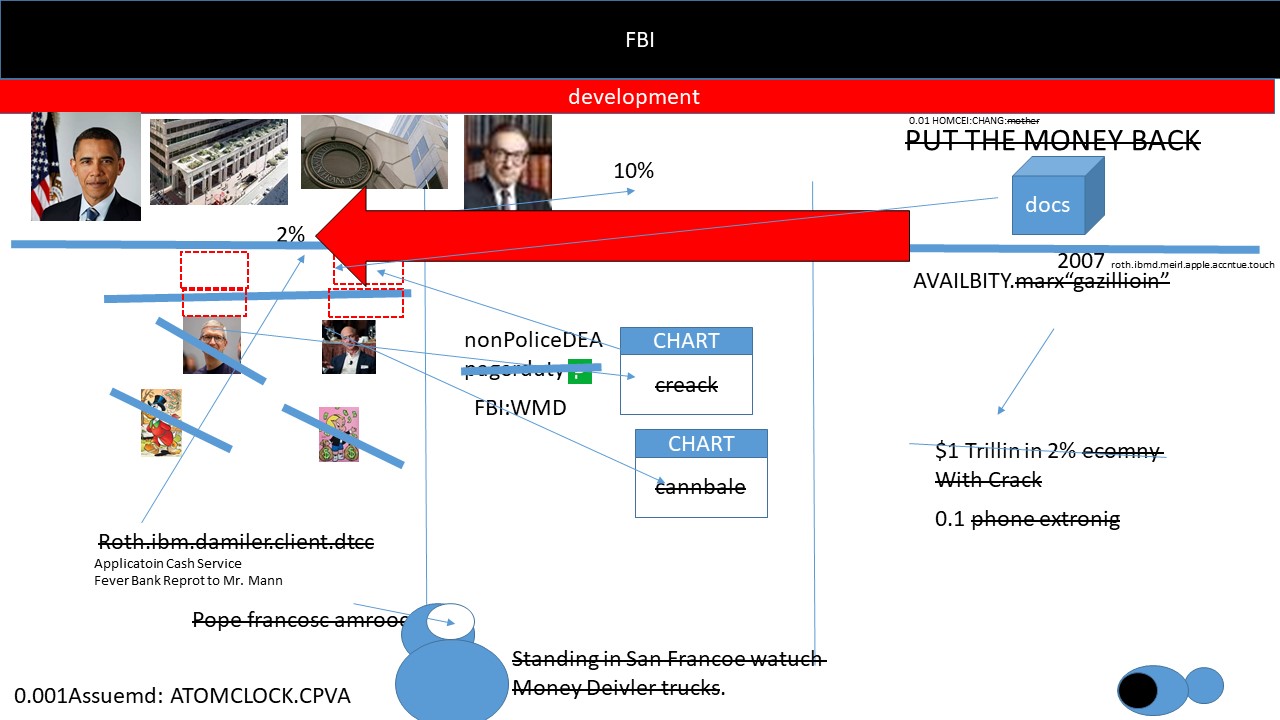 FBI
development
0.01 HOMCEI:CHANG:mother
PUT THE MONEY BACK
10%
docs
2%
2007 roth.ibmd.meirl.apple.accntue.touch
AVAILBITY.marx“gazillioin”
nonPoliceDEA
pagerduty
FBI:WMD
CHART
creack
CHART
cannbale
$1 Trillin in 2% ecomny
With Crack
0.1 phone extronig
Roth.ibm.damiler.client.dtcc
Applicatoin Cash Service
Fever Bank Reprot to Mr. Mann
Pope francosc amrooc
Standing in San Francoe watuch
Money Deivler trucks.
0.001Assuemd: ATOMCLOCK.CPVA